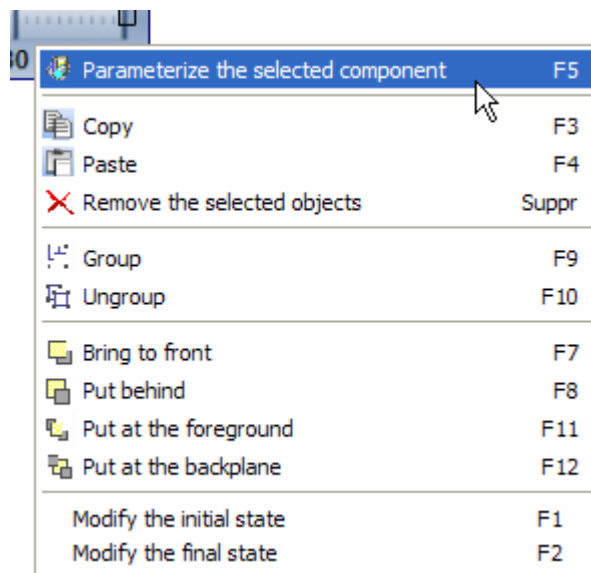 30
Parameterize the selected component F5
Copy F3
Paste F4
Remove the selected objects Suppr
Group F9
Ungroup F10
Bring to front F7
Put behind F8
Put at the foreground F11
Put at the backplane F12
Modify the initial state F1
Modify the final state F2